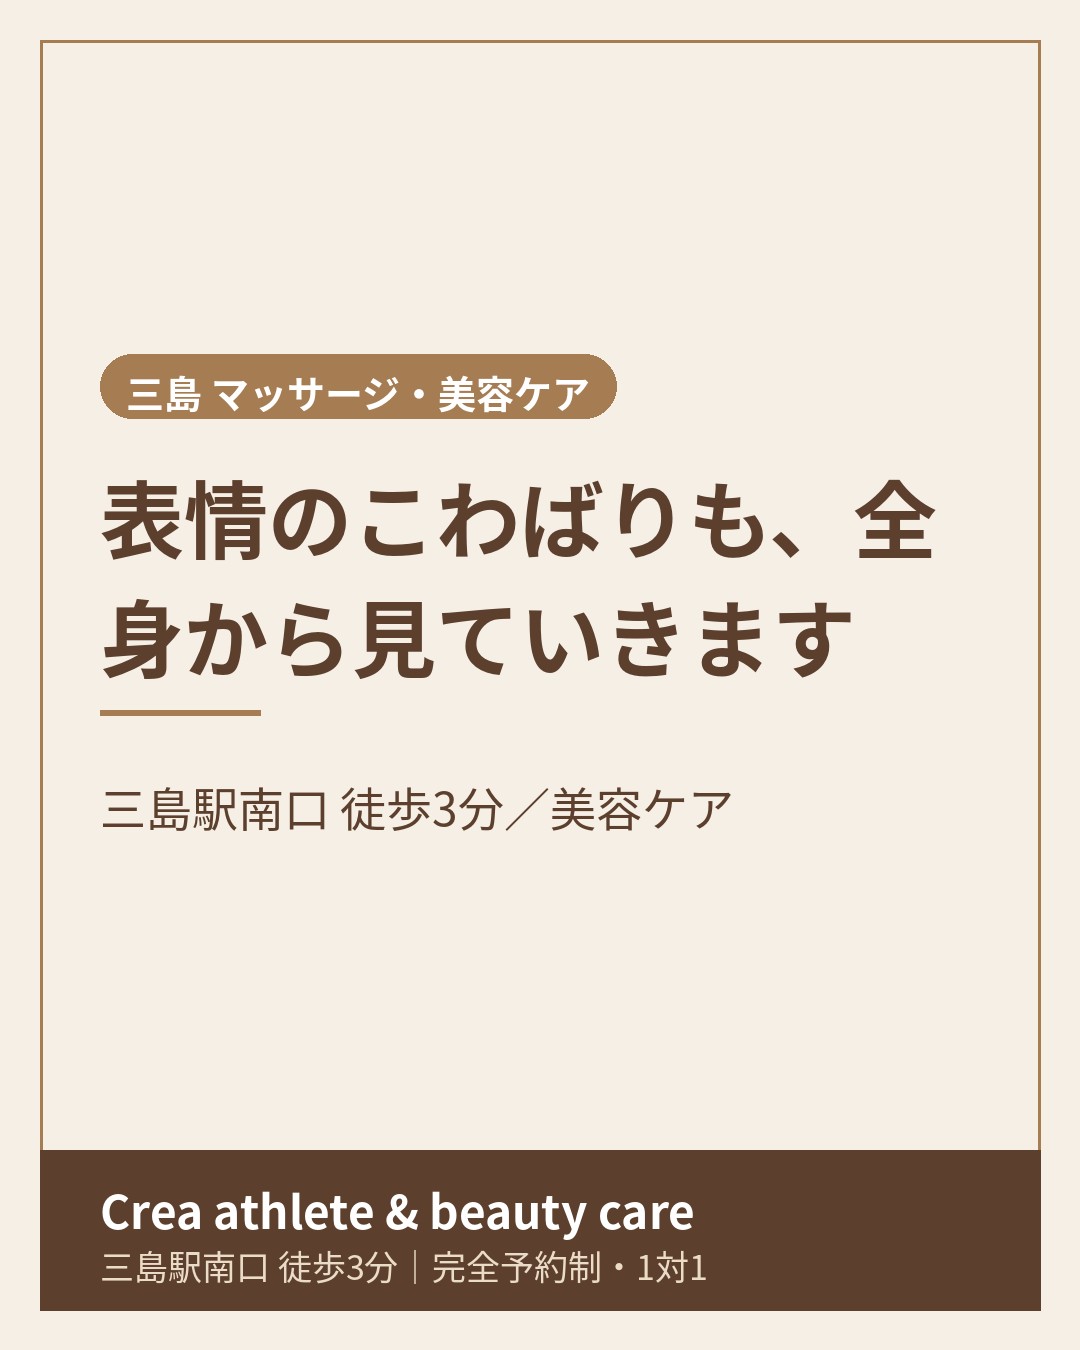 三島 マッサージ・美容ケア
表情のこわばりも、全
身から見ていきます
三島駅南口 徒歩3分／美容ケア
Crea athlete & beauty care
三島駅南口 徒歩3分｜完全予約制・1対1